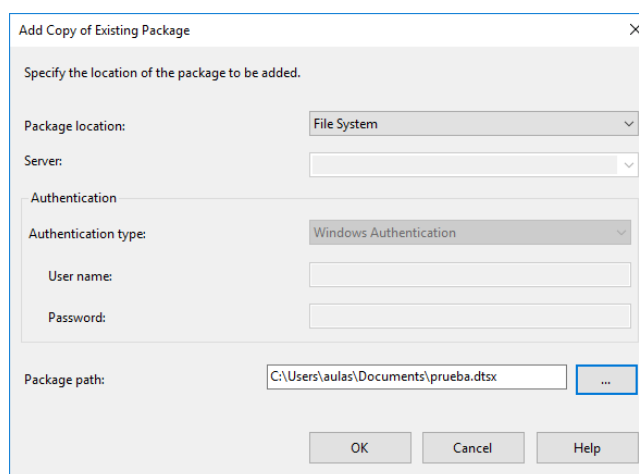 Add Copy of Existing Package
Specify the location of the package to be added.
Package location:
File System
Server:
Authentication
Authentication type:
Windows Authentication
User name:
Password:
Package path:
C:\Users\aulas\Documents\prueba.dtsx
...
OK
Cancel
Help